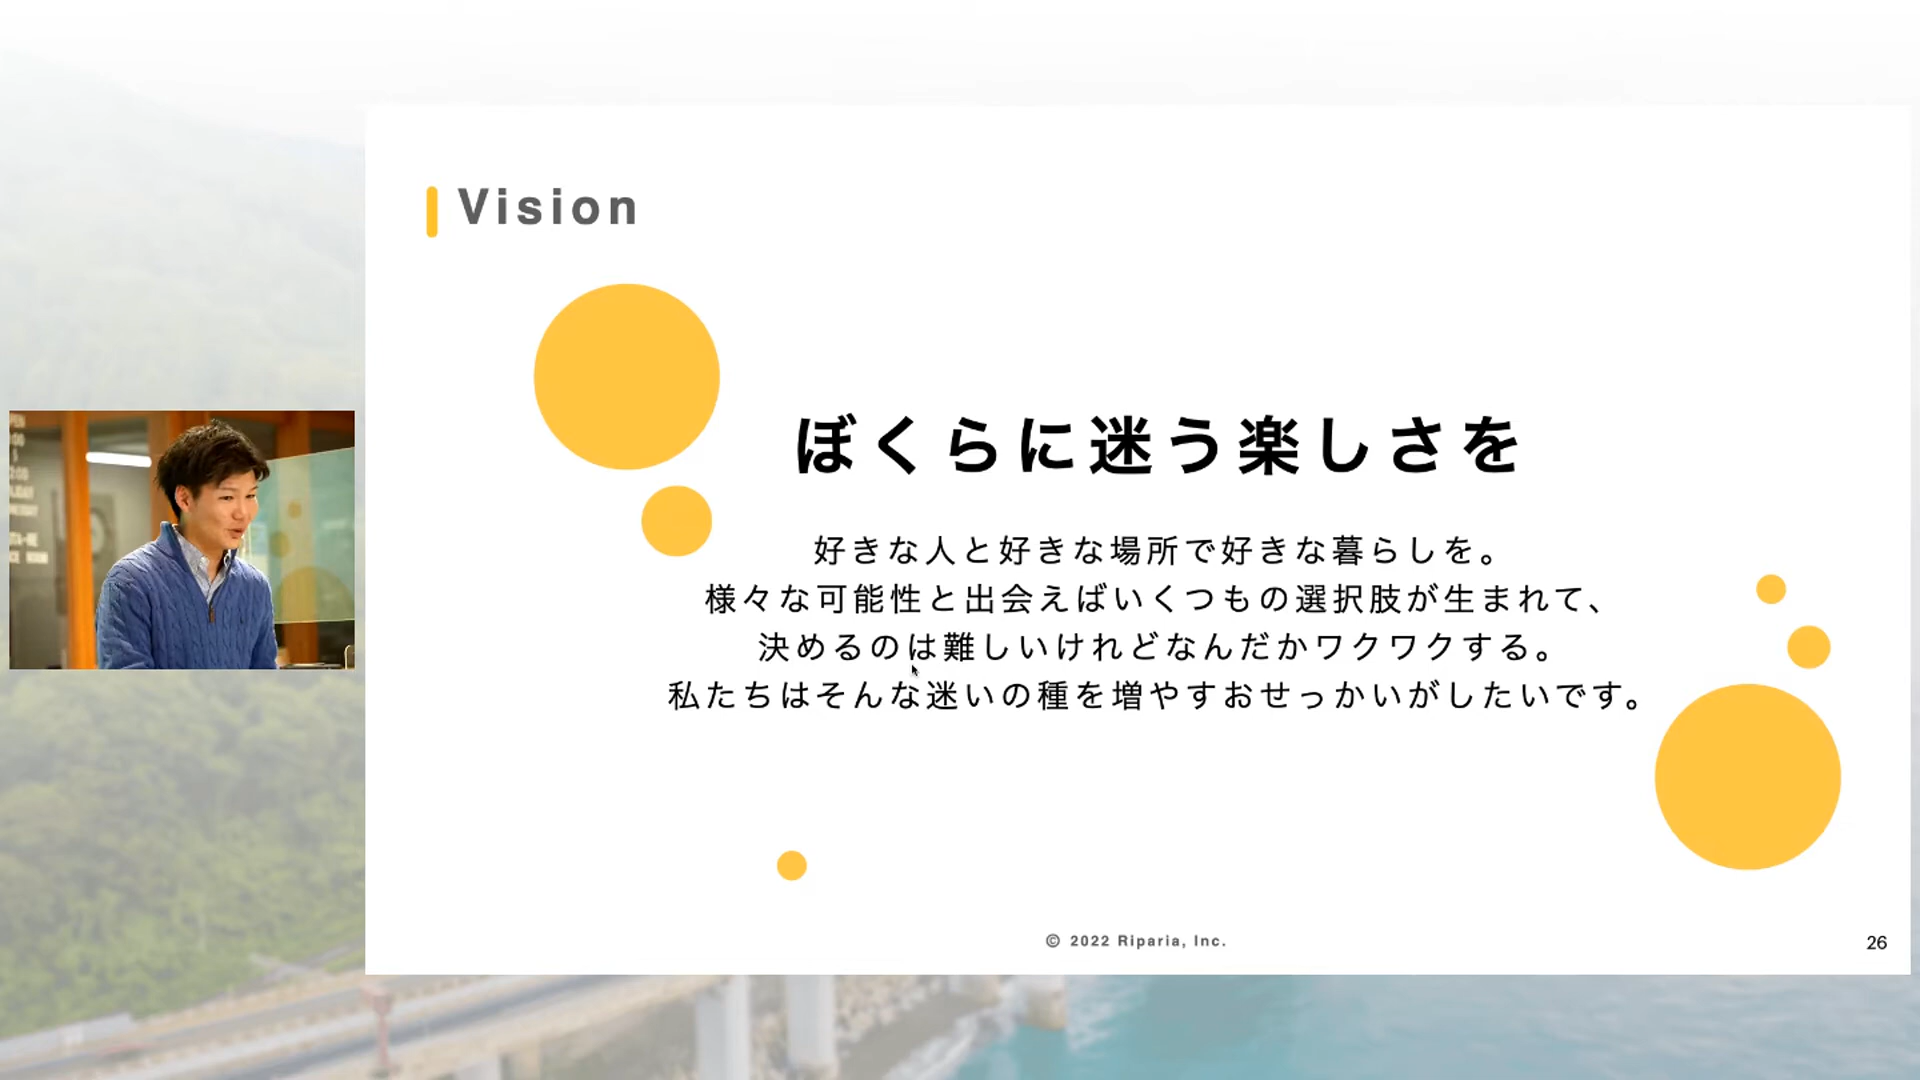 Vision
ぼくらに迷う楽しさを
好きな人と好きな場所で好きな暮らしを。
様々な可能性と出会えばいくつもの選択肢が生まれて、
決めるのは難しいけれどなんだかワクワクする。
私たちはそんな迷いの種を増やすおせっかいがしたいです。
© 2022 Riparia, Inc.
26